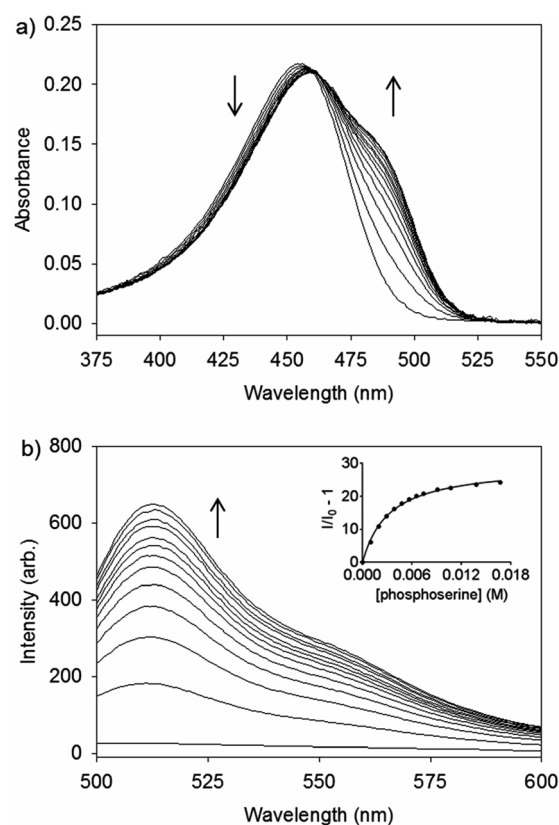 a)
0.25
0.20
0.15
0.10
0.05
0.00
Absorbance
375 400 425 450 475 500 525 550
Wavelength (nm)
b)
800
600
400
200
0
Intensity (arb.)
30
20
10
0
I/I0 - 1
0.000 0.006 0.012 0.018
[phosphoserine] (M)
500 525 550 575 600
Wavelength (nm)